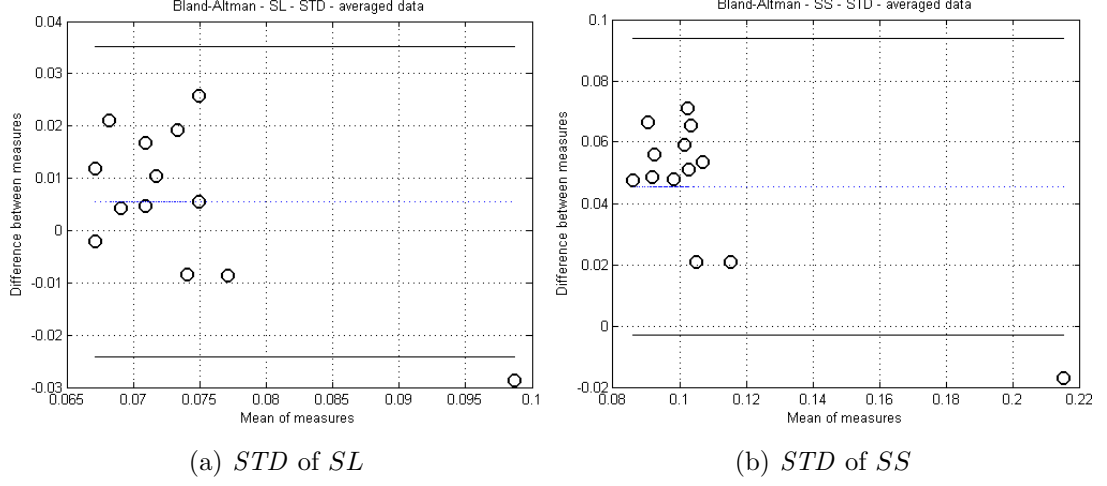 Bland-Altman - SL - STD - averaged data
0.04
0.03
0.02
0.01
0
-0.01
-0.02
-0.03
Difference between measures
0.065 0.07 0.075 0.08 0.085 0.09 0.095 0.1
Mean of measures
(a) STD of SL
Bland-Altman - SS - STD - averaged data
0.1
0.08
0.06
0.04
0.02
0
-0.02
Difference between measures
0.08 0.1 0.12 0.14 0.16 0.18 0.2 0.22
Mean of measures
(b) STD of SS